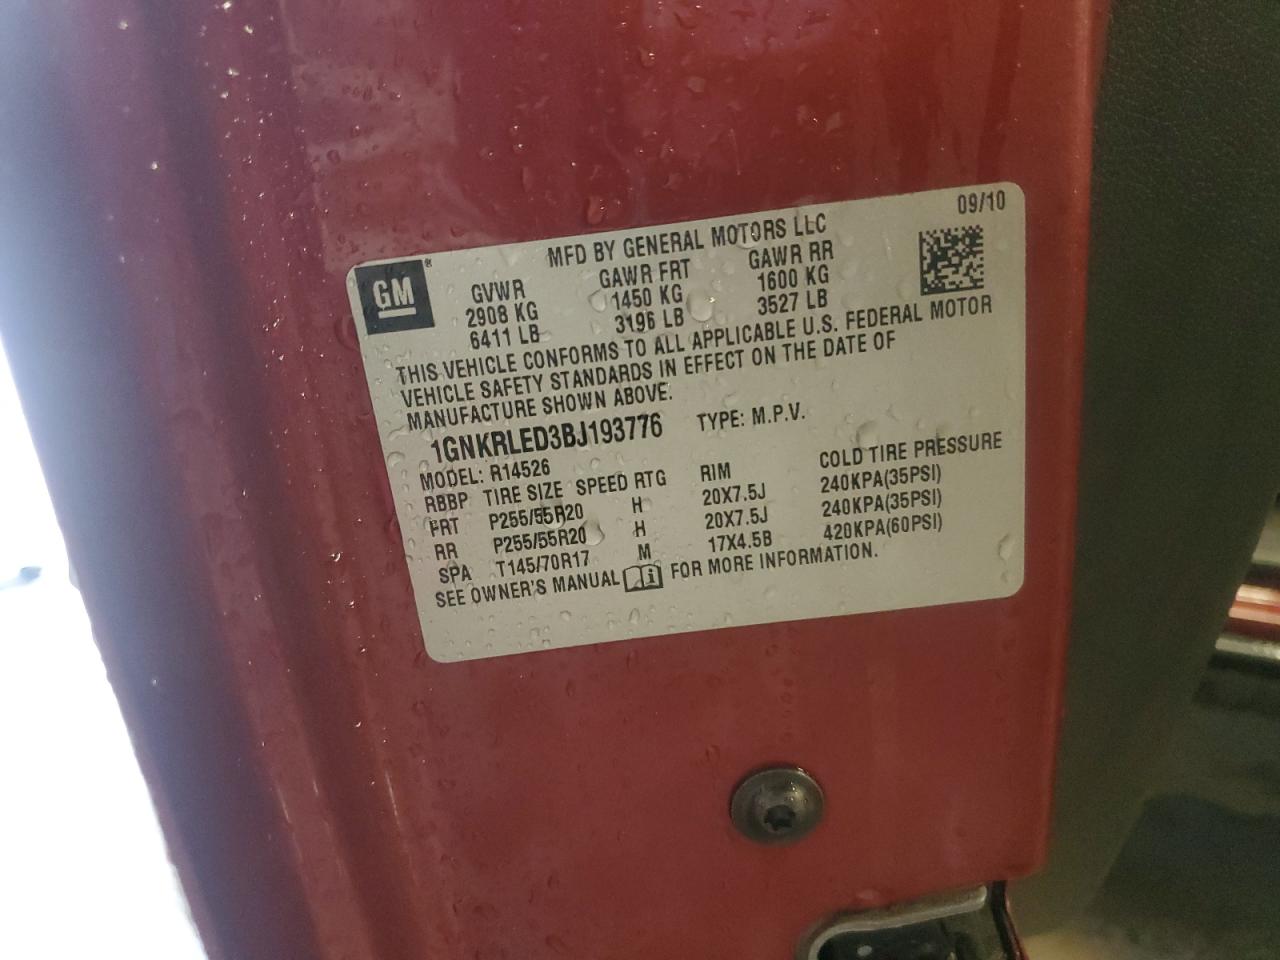 09/10
MFD BY GENERAL MOTORS LLC
GM®
GVWR GAWR FRT GAWR RR
2908 KG 1450 KG 1600 KG
6411 LB 3196 LB 3527 LB
THIS VEHICLE CONFORMS TO ALL APPLICABLE U.S. FEDERAL MOTOR
VEHICLE SAFETY STANDARDS IN EFFECT ON THE DATE OF
MANUFACTURE SHOWN ABOVE.
1GNKRLED3BJ193776 TYPE: M.P.V.
MODEL: R14526
RBBP TIRE SIZE SPEED RTG RIM COLD TIRE PRESSURE
FRT P255/55R20 H 20X7.5J 240KPA(35PSI)
RR P255/55R20 H 20X7.5J 240KPA(35PSI)
SPA T145/70R17 M 17X4.5B 420KPA(60PSI)
SEE OWNER'S MANUAL FOR MORE INFORMATION.